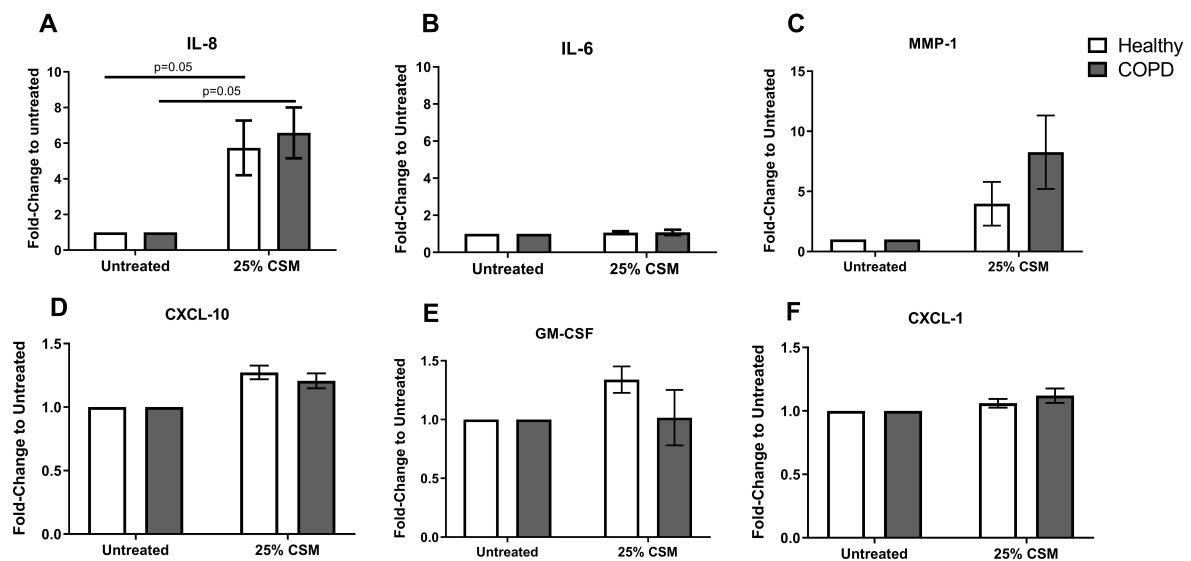 A
IL-8
Fold-Change to untreated
10
8
6
4
2
0
p=0.05
p=0.05
Untreated
25% CSM
B
IL-6
Fold-Change to Untreated
10
8
6
4
2
0
Untreated
25% CSM
C
MMP-1
Fold-Change to Untreated
15
10
5
0
Untreated
25% CSM
Healthy
COPD
D
CXCL-10
Fold-Change to Untreated
1.5
1.0
0.5
0.0
Untreated
25% CSM
E
GM-CSF
Fold-Change to Untreated
1.5
1.0
0.5
0.0
Untreated
25% CSM
F
CXCL-1
Fold-Change to Untreated
1.5
1.0
0.5
0.0
Untreated
25% CSM